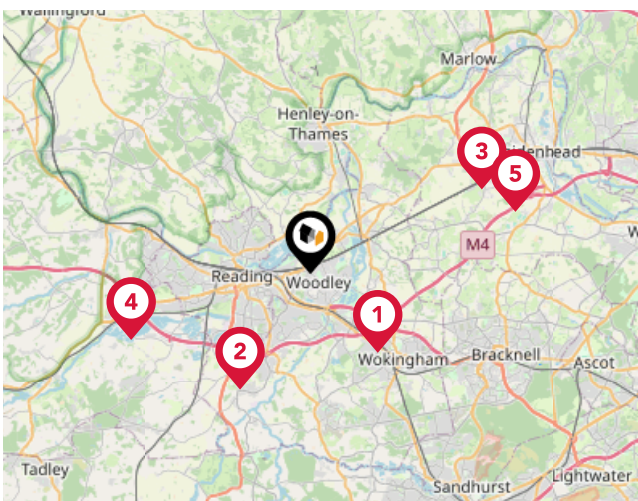 Wallingford
Marlow
Henley-on-
Thames
3
idenhead
5
M4
Reading
Woodley
4
1
2
Wokingham
Bracknell
Ascot
Tadley
Sandhurst
Lightwater
W